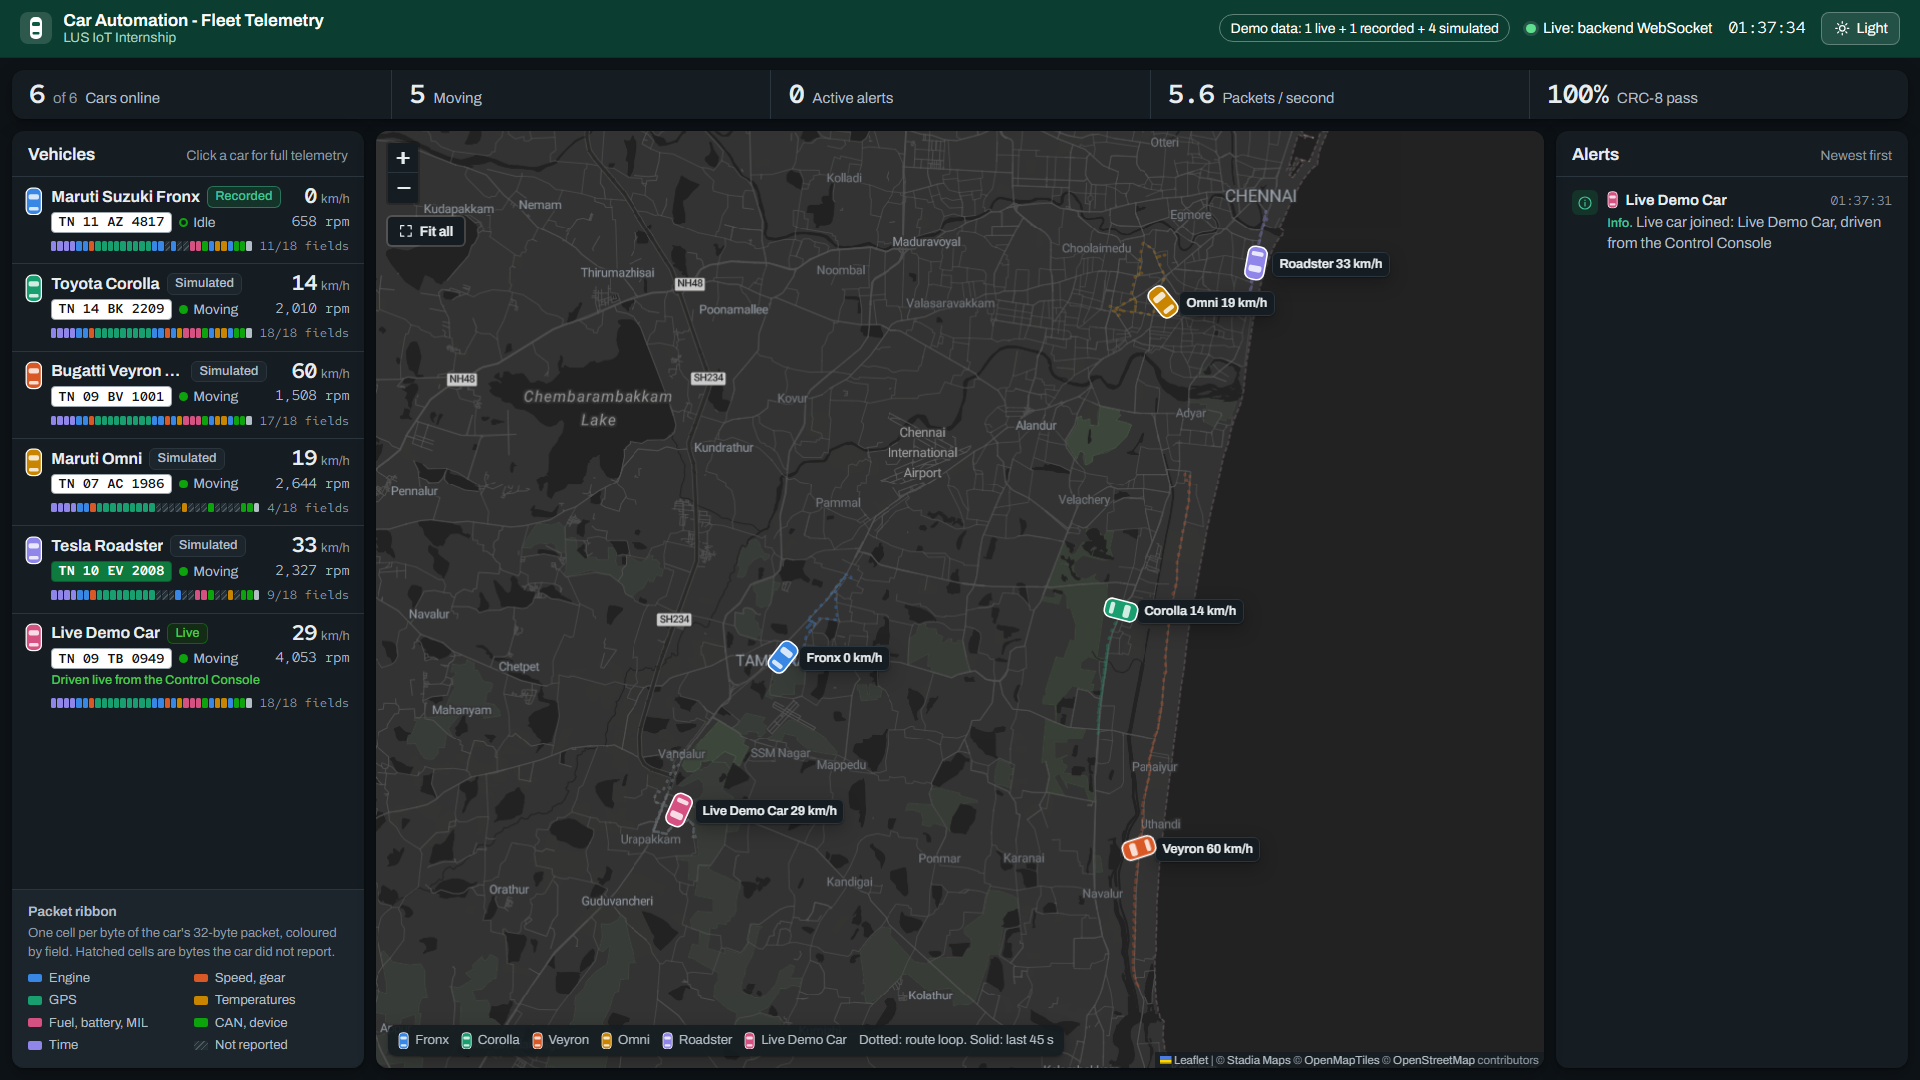 Car Automation - Fleet Telemetry
LUS IoT Internship
Demo data: 1 live + 1 recorded + 4 simulated
Live: backend WebSocket
01:37:34
Light
6 of 6 Cars online
5 Moving
0 Active alerts
5.6 Packets / second
100% CRC-8 pass
Vehicles
Click a car for full telemetry
Maruti Suzuki Fronx Recorded 0 km/h
TN 11 AZ 4817 Idle 658 rpm
11/18 fields
Toyota Corolla Simulated 14 km/h
TN 14 BK 2209 Moving 2,010 rpm
18/18 fields
Bugatti Veyron ... Simulated 60 km/h
TN 09 BV 1001 Moving 1,508 rpm
17/18 fields
Maruti Omni Simulated 19 km/h
TN 07 AC 1986 Moving 2,644 rpm
4/18 fields
Tesla Roadster Simulated 33 km/h
TN 10 EV 2008 Moving 2,327 rpm
9/18 fields
Live Demo Car Live 29 km/h
TN 09 TB 0949 Moving 4,053 rpm
Driven live from the Control Console
18/18 fields
Packet ribbon
One cell per byte of the car's 32-byte packet, coloured
by field. Hatched cells are bytes the car did not report.
Engine
Speed, gear
GPS
Temperatures
Fuel, battery, MIL
CAN, device
Time
Not reported
+
−
Fit all
Otteri
Kolladi
CHENNAI
Kudapakkam
Nemam
Egmore
Maduravoyal
Choolaimedu
Roadster 33 km/h
Thirumazhisai
Noombal
NH48
Valasaravakkam
Omni 19 km/h
Poonamallee
NH48
SH234
Chembarambakkam
Lake
Kovur
Adyar
Alandur
Chennai
International
Airport
Kundrathur
Pennalur
Pammal
Velachery
Navalur
SH234
Corolla 14 km/h
Fronx 0 km/h
Chetpet
Mahanyam
Vandalur
SSM Nagar
Mappedu
Panaiyur
Live Demo Car 29 km/h
Urapakkam
Uthandi
Veyron 60 km/h
Ponmar
Karanai
Kandigai
Orathur
Guduvancheri
Navalur
Kolathur
Fronx Corolla Veyron Omni Roadster Live Demo Car Dotted: route loop. Solid: last 45 s
Leaflet | © Stadia Maps © OpenMapTiles © OpenStreetMap contributors
Alerts
Newest first
Live Demo Car 01:37:31
Info. Live car joined: Live Demo Car, driven
from the Control Console